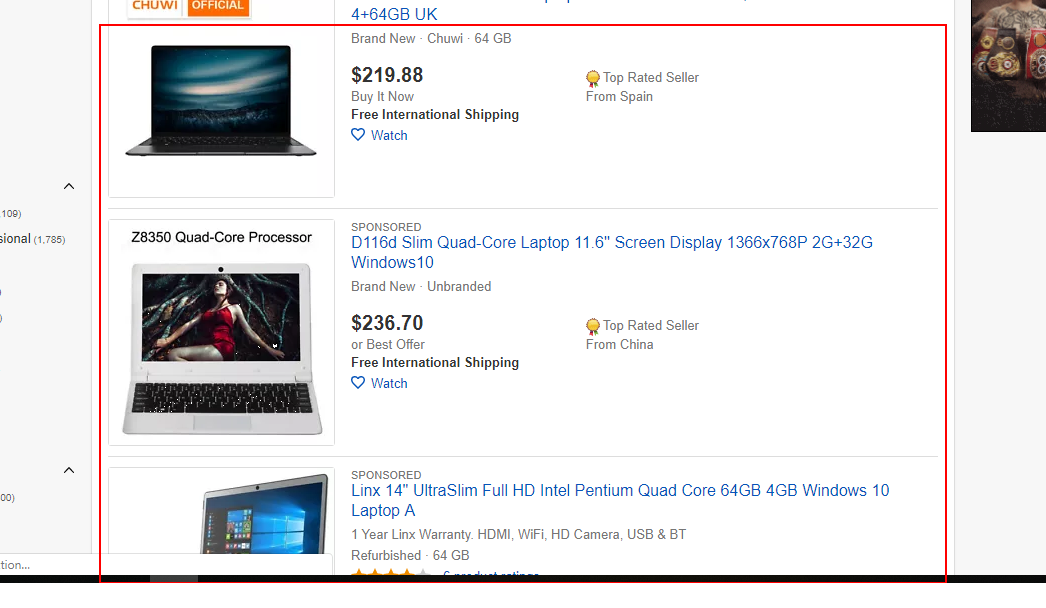 CHUWI OFFICIAL
4+64GB UK
Brand New · Chuwi · 64 GB
$219.88
Buy It Now
Free International Shipping
Watch
Top Rated Seller
From Spain
109)
sional (1,785)
Z8350 Quad-Core Processor
SPONSORED
D116d Slim Quad-Core Laptop 11.6" Screen Display 1366x768P 2G+32G
Windows10
Brand New · Unbranded
$236.70
or Best Offer
Free International Shipping
Watch
Top Rated Seller
From China
00)
SPONSORED
Linx 14" UltraSlim Full HD Intel Pentium Quad Core 64GB 4GB Windows 10
Laptop A
1 Year Linx Warranty. HDMI, WiFi, HD Camera, USB & BT
Refurbished · 64 GB
6 product ratings
tion...